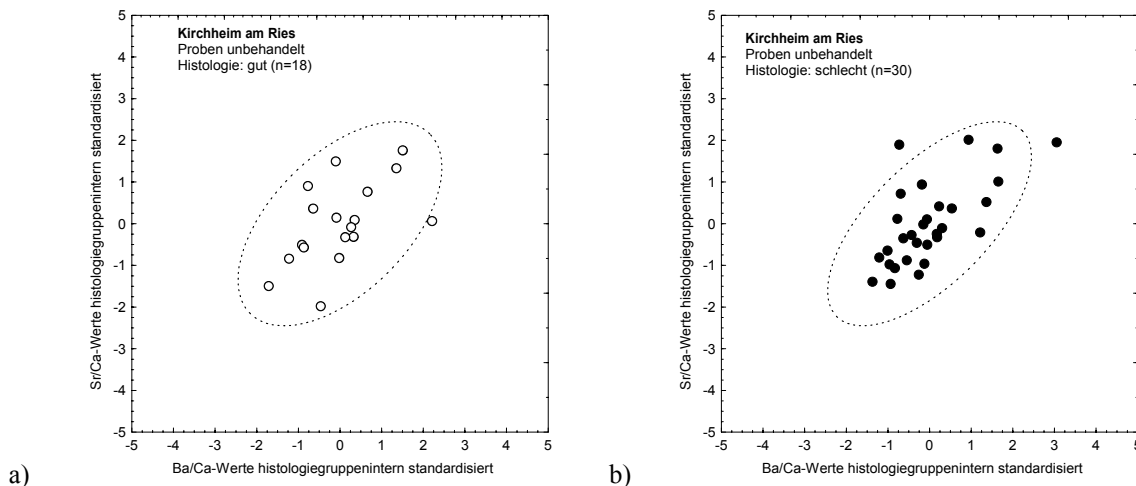 Kirchheim am Ries
Proben unbehandelt
Histologie: gut (n=18)
Sr/Ca-Werte histologiegruppenintern standardisiert
5
4
3
2
1
0
-1
-2
-3
-4
-5
-5 -4 -3 -2 -1 0 1 2 3 4 5
Ba/Ca-Werte histologiegruppenintern standardisiert
a)
Kirchheim am Ries
Proben unbehandelt
Histologie: schlecht (n=30)
Sr/Ca-Werte histologiegruppenintern standardisiert
5
4
3
2
1
0
-1
-2
-3
-4
-5
-5 -4 -3 -2 -1 0 1 2 3 4 5
Ba/Ca-Werte histologiegruppenintern standardisiert
b)